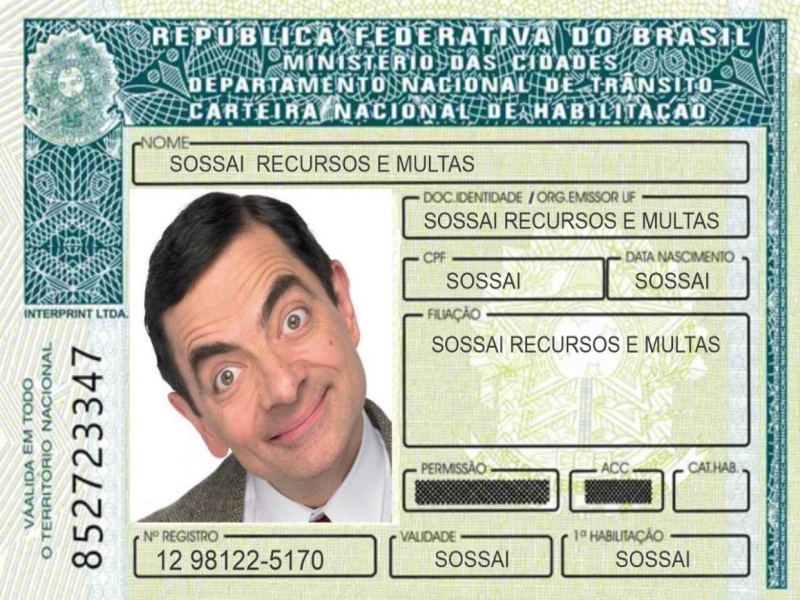 REPÚBLICA FEDERATIVA DO BRASIL
MINISTÉRIO DAS CIDADES
DEPARTAMENTO NACIONAL DE TRÂNSITO
CARTEIRA NACIONAL DE HABILITAÇÃO
NOME
SOSSAI RECURSOS E MULTAS
DOC.IDENTIDADE / ORG.EMISSOR UF
SOSSAI RECURSOS E MULTAS
CPF
DATA NASCIMENTO
SOSSAI
SOSSAI
FILIAÇÃO
SOSSAI RECURSOS E MULTAS
INTERPRINT LTDA.
VAALIDA EM TODO
O TERRITÓRIO NACIONAL
852723347
PERMISSÃO
ACC
CAT.HAB.
Nº REGISTRO
12 98122-5170
VALIDADE
SOSSAI
1ª HABILITAÇÃO
SOSSAI